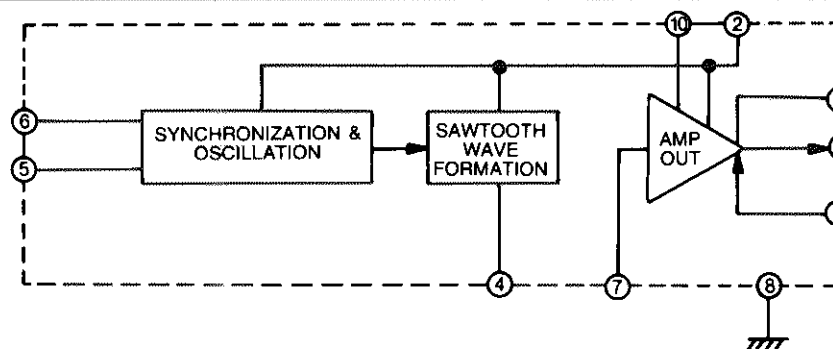 10 2
6
SYNCHRONIZATION &
OSCILLATION
SAWTOOTH
WAVE
FORMATION
AMP
OUT
5
4
7
8